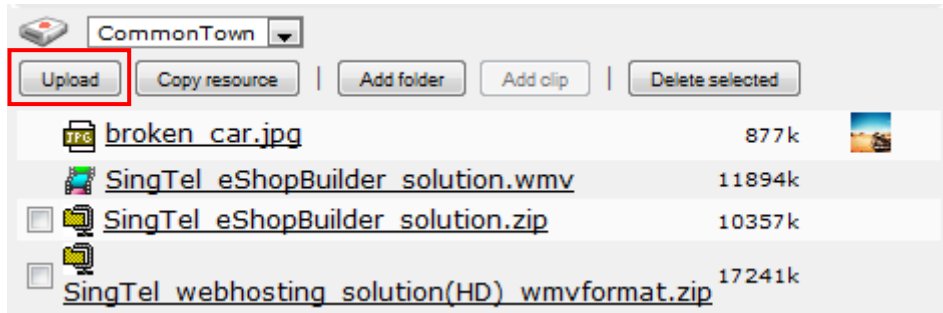 CommonTown
Upload Copy resource | Add folder Add clip | Delete selected
broken_car.jpg 877k
SingTel_eShopBuilder_solution.wmv 11894k
SingTel_eShopBuilder_solution.zip 10357k
SingTel_webhosting_solution(HD)_wmvformat.zip 17241k